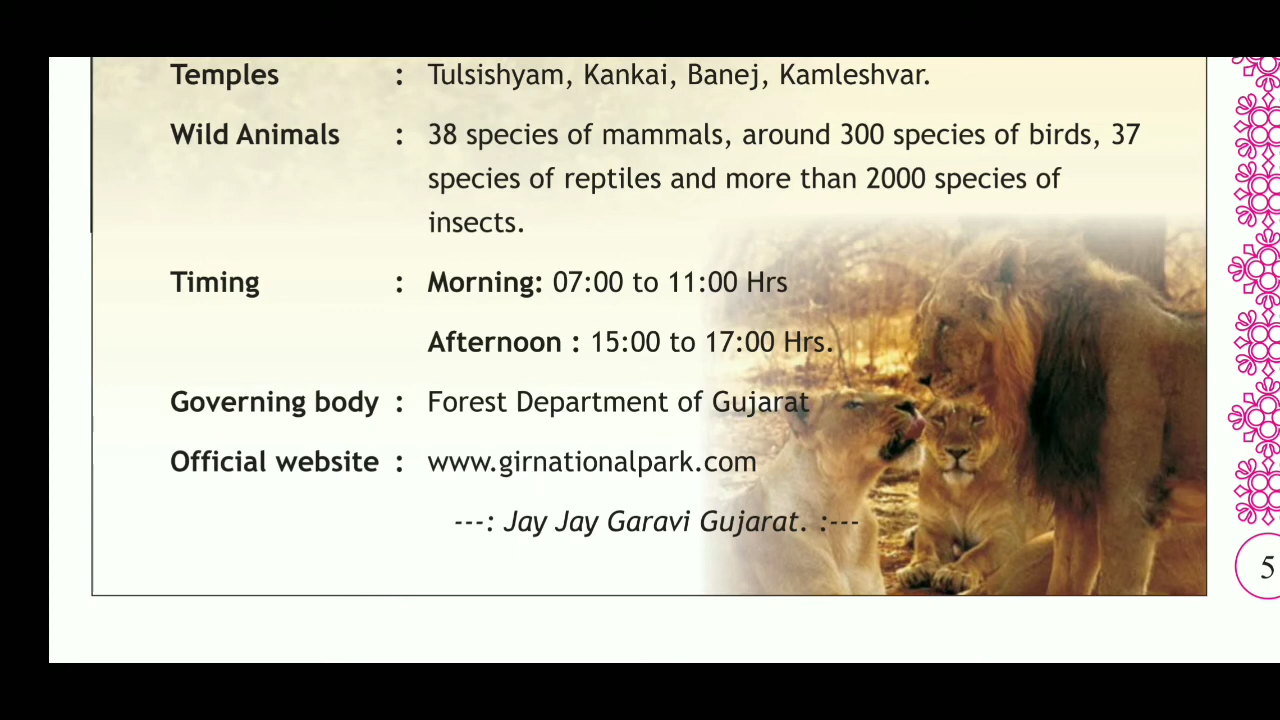 Temples : Tulsishyam, Kankai, Banej, Kamleshvar.
Wild Animals : 38 species of mammals, around 300 species of birds, 37
species of reptiles and more than 2000 species of
insects.
Timing : Morning: 07:00 to 11:00 Hrs
Afternoon : 15:00 to 17:00 Hrs.
Governing body : Forest Department of Gujarat
Official website : www.girnationalpark.com
---: Jay Jay Garavi Gujarat. :---
5